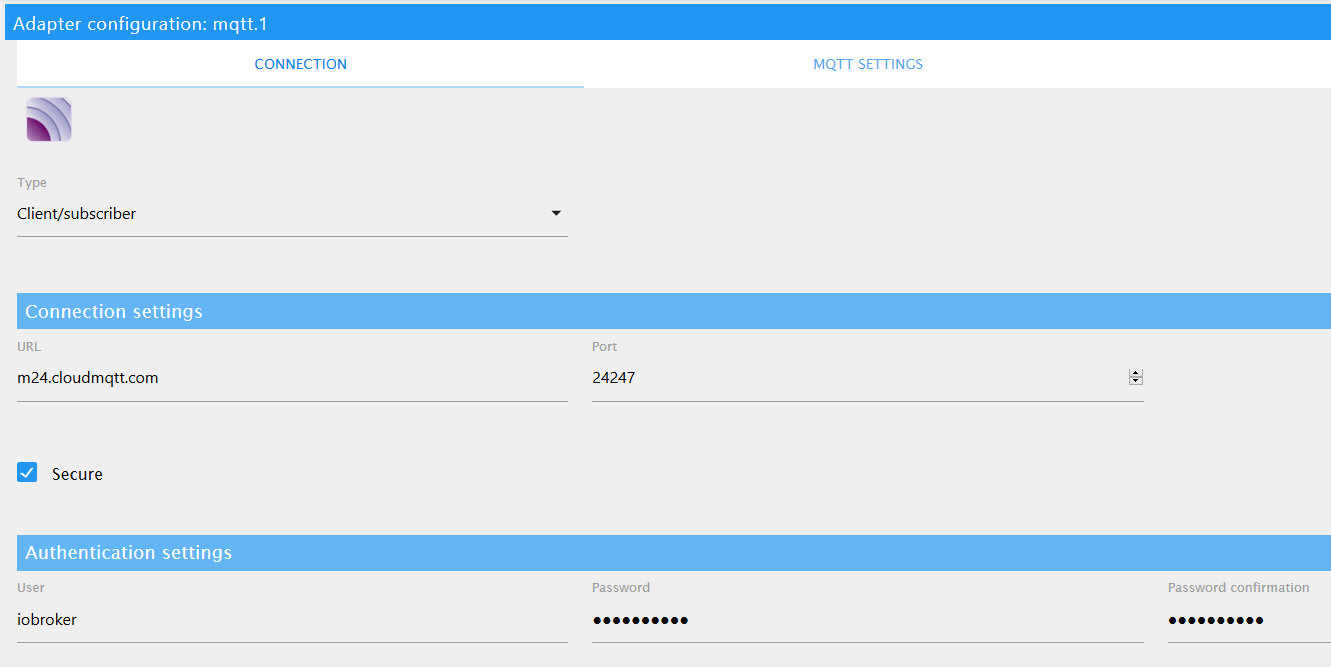 Adapter configuration: mqtt.1
CONNECTION MQTT SETTINGS
Type
Client/subscriber
Connection settings
URL Port
m24.cloudmqtt.com 24247
Secure
Authentication settings
User Password Password confirmation
iobroker ●●●●●●●●●● ●●●●●●●●●●